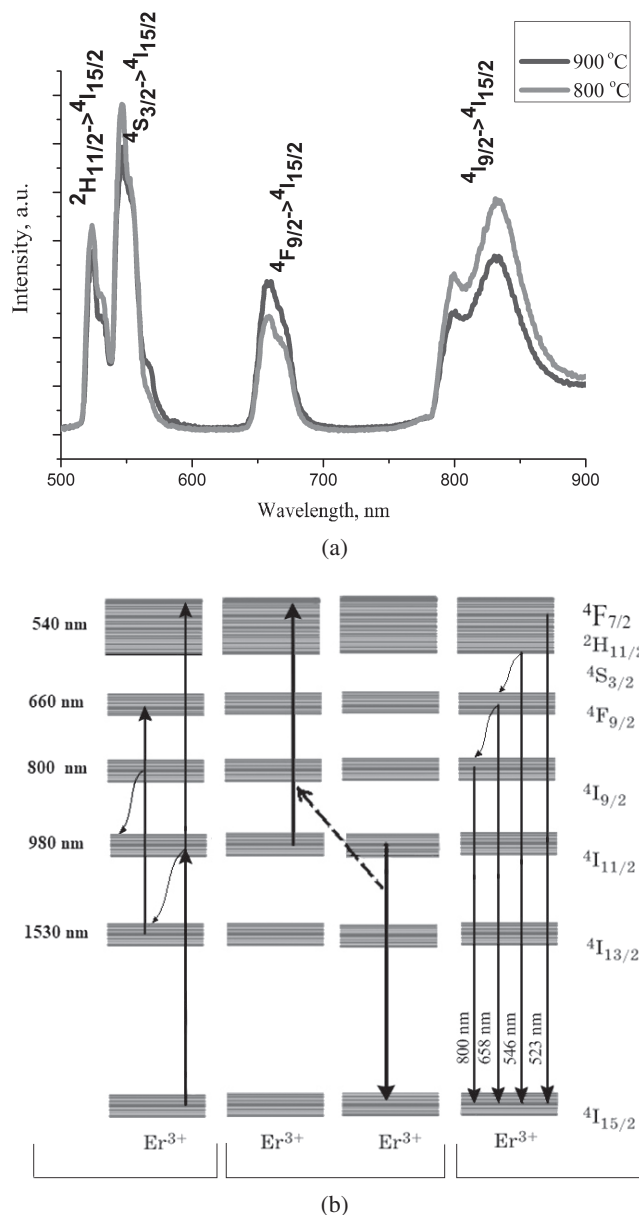 900 °C
800 °C
²H₁₁/₂->⁴I₁₅/₂
⁴S₃/₂->⁴I₁₅/₂
⁴F₉/₂->⁴I₁₅/₂
⁴I₉/₂->⁴I₁₅/₂
Intensity, a.u.
500 600 700 800 900
Wavelength, nm
(a)
540 nm
660 nm
800 nm
980 nm
1530 nm
⁴F₇/₂
²H₁₁/₂
⁴S₃/₂
⁴F₉/₂
⁴I₉/₂
⁴I₁₁/₂
⁴I₁₃/₂
⁴I₁₅/₂
800 nm
658 nm
546 nm
523 nm
Er³⁺ Er³⁺ Er³⁺ Er³⁺
(b)